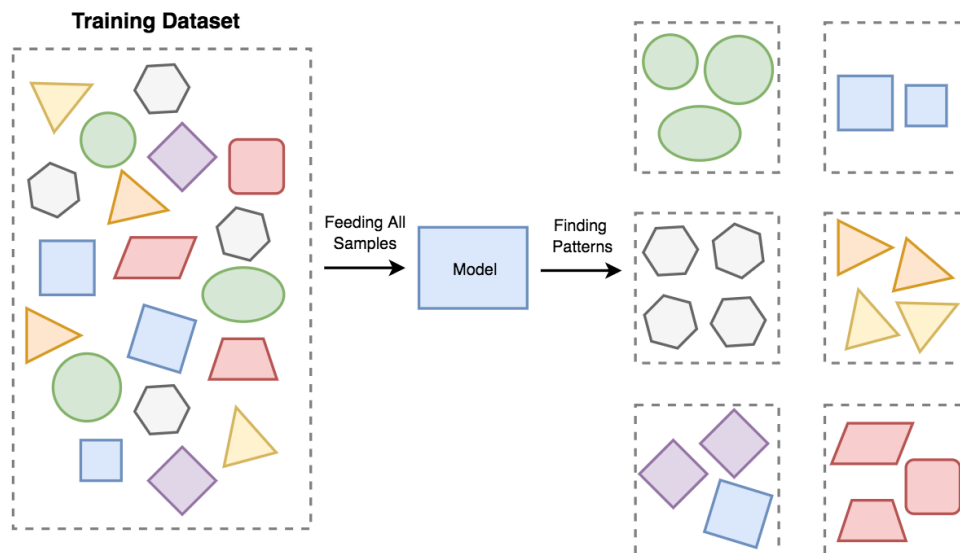 Training Dataset
Feeding All
Samples
Model
Finding
Patterns